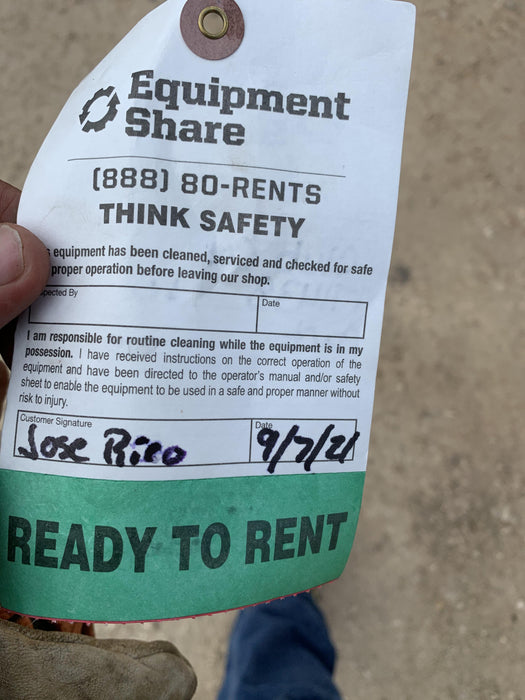 Equipment
Share
(888) 80-RENTS
THINK SAFETY
equipment has been cleaned, serviced and checked for safe
proper operation before leaving our shop.
pected By
Date
I am responsible for routine cleaning while the equipment is in my
possession. I have received instructions on the correct operation of the
equipment and have been directed to the operator's manual and/or safety
sheet to enable the equipment to be used in a safe and proper manner without
risk to injury.
Customer Signature
Date
Jose Rico
9/7/21
READY TO RENT